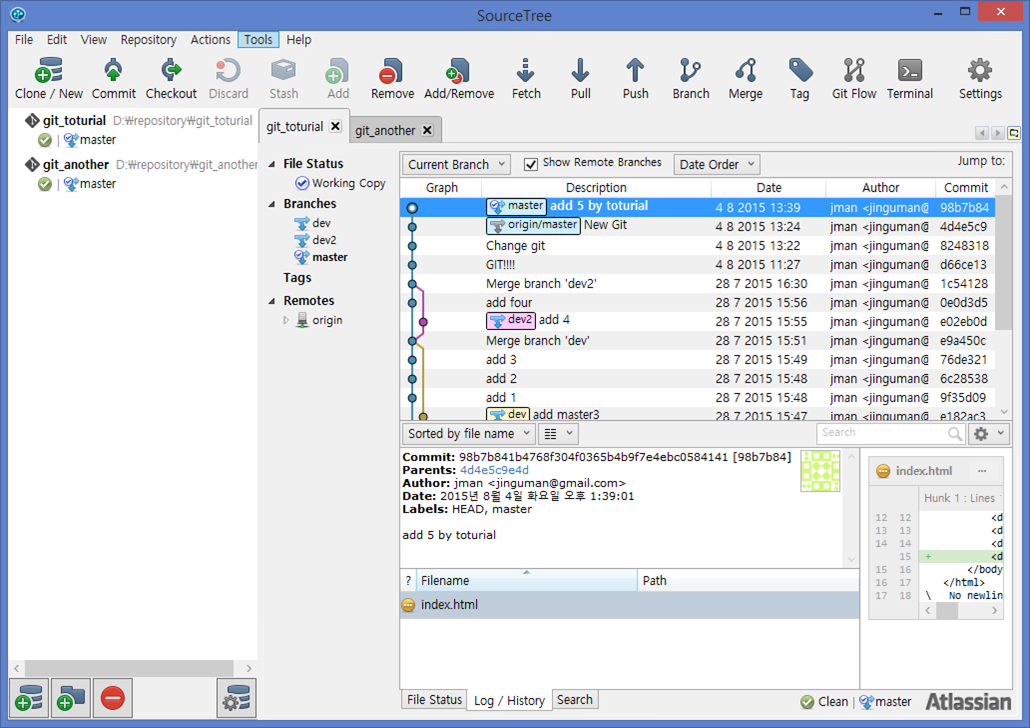 SourceTree
File Edit View Repository Actions Tools Help
Clone / New Commit Checkout Discard Stash Add Remove Add/Remove Fetch Pull Push Branch Merge Tag Git Flow Terminal Settings
git_toturial D:₩repository₩git_toturial
master
git_another D:₩repository₩git_another
master
git_toturial
git_another
File Status
Working Copy
Branches
dev
dev2
master
Tags
Remotes
origin
Current Branch Show Remote Branches Date Order Jump to:
Graph Description Date Author Commit
master add 5 by toturial 4 8 2015 13:39 jman <jinguman@ 98b7b84
origin/master New Git 4 8 2015 13:24 jman <jinguman@ 4d4e5c9
Change git 4 8 2015 13:22 jman <jinguman@ 8248318
GIT!!!! 4 8 2015 11:27 jman <jinguman@ d66ce13
Merge branch 'dev2' 28 7 2015 16:30 jman <jinguman@ 1c54128
add four 28 7 2015 15:56 jman <jinguman@ 0e0d3d5
dev2 add 4 28 7 2015 15:55 jman <jinguman@ e02eb0d
Merge branch 'dev' 28 7 2015 15:51 jman <jinguman@ e9a450c
add 3 28 7 2015 15:49 jman <jinguman@ 76de321
add 2 28 7 2015 15:48 jman <jinguman@ 6c28538
add 1 28 7 2015 15:48 jman <jinguman@ 9f35d09
dev add master3 28 7 2015 15:47 jman <jinguman@ e182ac3
Sorted by file name Search
Commit: 98b7b841b4768f304f0365b4b9f7e4ebc0584141 [98b7b84]
Parents: 4d4e5c9e4d
Author: jman <jinguman@gmail.com>
Date: 2015년 8월 4일 화요일 오후 1:39:01
Labels: HEAD, master
add 5 by toturial
? Filename Path
index.html
index.html ...
Hunk 1 : Lines
12 12 <d
13 13 <d
14 14 <d
15 + <d
15 16 </body
16 17 </html>
17 18 \ No newlin
File Status Log / History Search
Clean master Atlassian